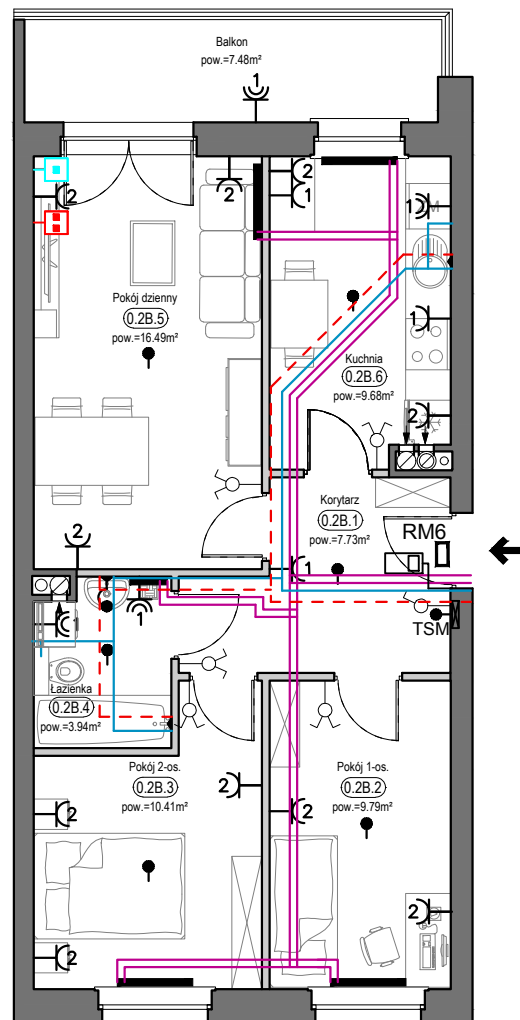 Balkon
pow.=7.48m²
1
2
2
2
1
1
Pokój dzienny
0.2B.5
pow.=16.49m²
1
Kuchnia
0.2B.6
pow.=9.68m²
2
Korytarz
0.2B.1
pow.=7.73m²
RM6
2
1
1
2
TSM
Łazienka
0.2B.4
pow.=3.94m²
Pokój 2-os.
0.2B.3
pow.=10.41m²
Pokój 1-os.
0.2B.2
pow.=9.79m²
2
2
2
2
2